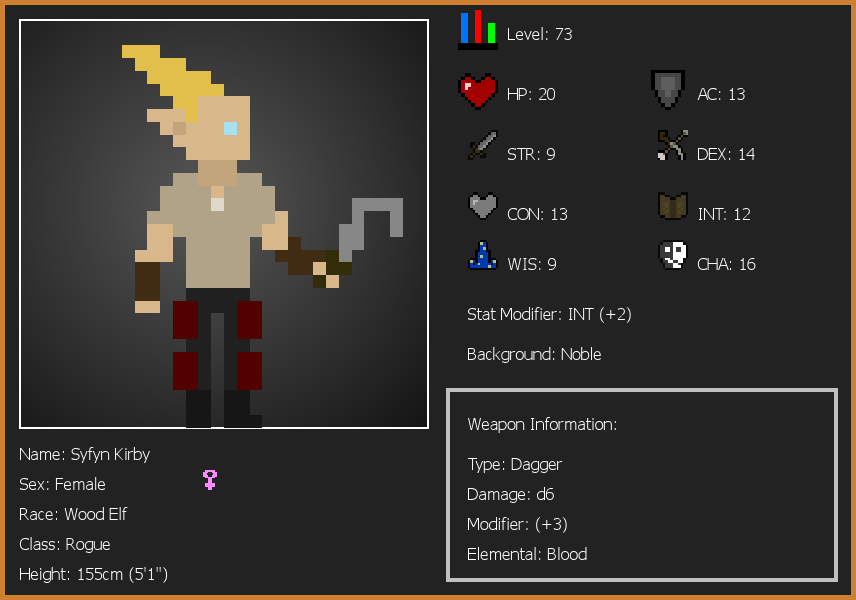 Level: 73
HP: 20
AC: 13
STR: 9
DEX: 14
CON: 13
INT: 12
WIS: 9
CHA: 16
Stat Modifier: INT (+2)
Background: Noble
Weapon Information:
Type: Dagger
Damage: d6
Modifier: (+3)
Elemental: Blood
Name: Syfyn Kirby
Sex: Female
Race: Wood Elf
Class: Rogue
Height: 155cm (5'1")